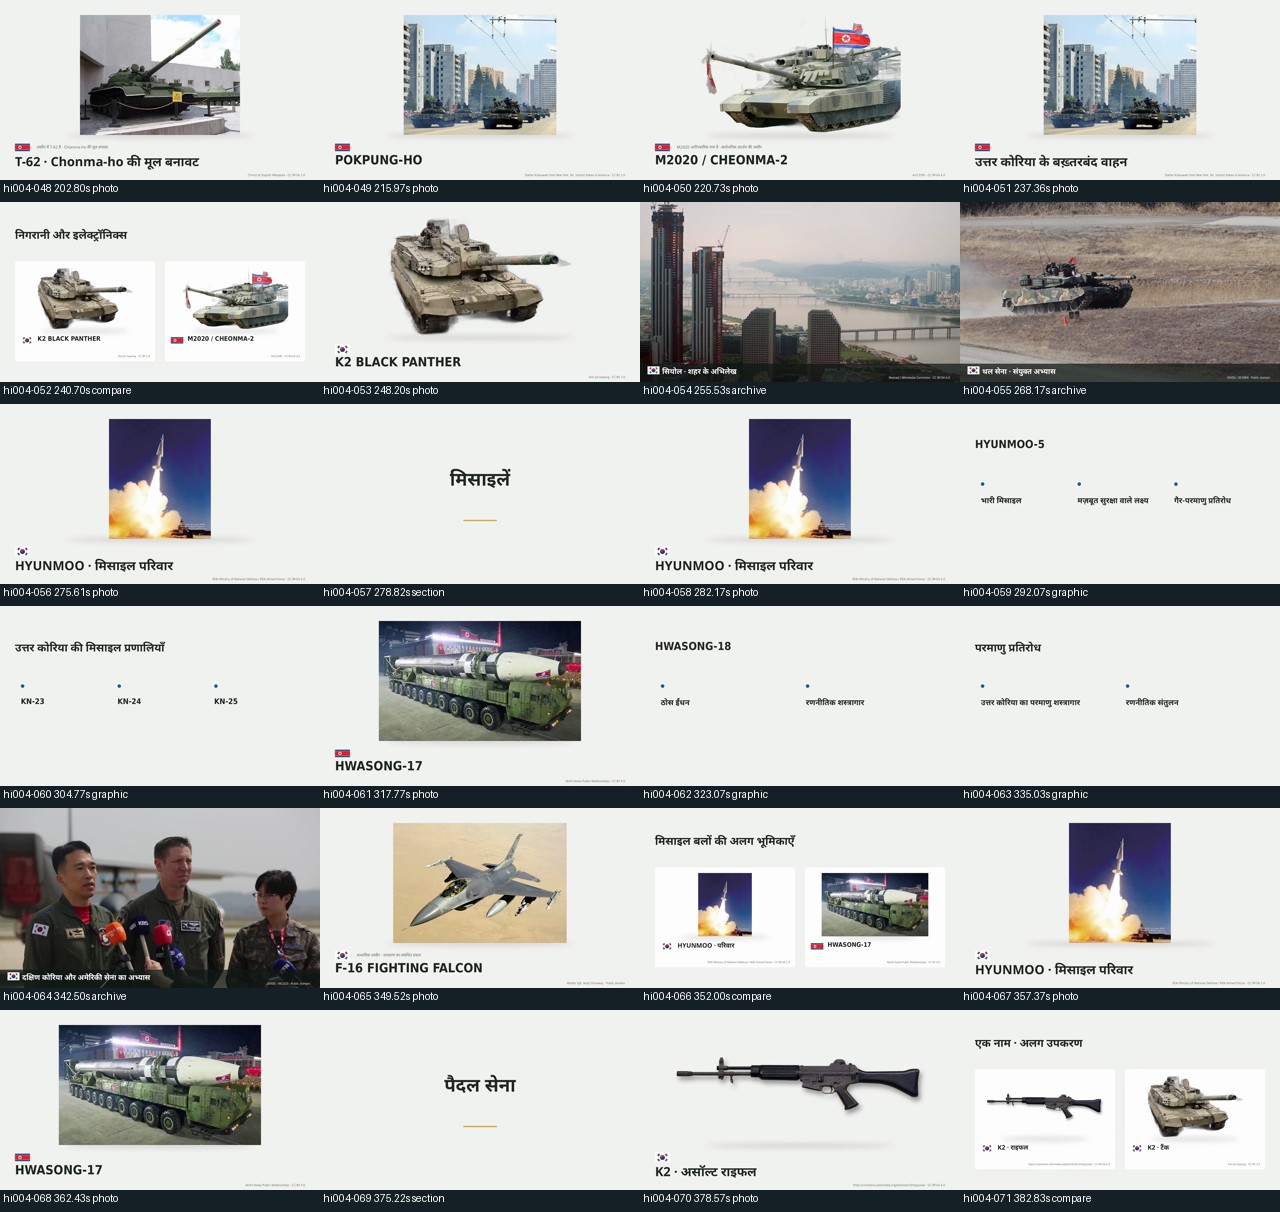 T-62 · Chonma-ho की मूल बनावट
hi004-048 202.80s photo
POKPUNG-HO
hi004-049 215.97s photo
M2020 / CHEONMA-2
hi004-050 220.73s photo
उत्तर कोरिया के बख़्तरबंद वाहन
hi004-051 237.36s photo
निगरानी और इलेक्ट्रॉनिक्स
K2 BLACK PANTHER
M2020 / CHEONMA-2
hi004-052 240.70s compare
K2 BLACK PANTHER
hi004-053 248.20s photo
सियोल · शहर के अभिलेख
hi004-054 255.53s archive
थल सेना · संयुक्त अभ्यास
hi004-055 268.17s archive
HYUNMOO · मिसाइल परिवार
hi004-056 275.61s photo
मिसाइलें
hi004-057 278.82s section
HYUNMOO · मिसाइल परिवार
hi004-058 282.17s photo
HYUNMOO-5
भारी मिसाइल
मज़बूत सुरक्षा वाले लक्ष्य
गैर-परमाणु प्रतिरोध
hi004-059 292.07s graphic
उत्तर कोरिया की मिसाइल प्रणालियाँ
KN-23
KN-24
KN-25
hi004-060 304.77s graphic
HWASONG-17
hi004-061 317.77s photo
HWASONG-18
ठोस ईंधन
रणनीतिक शस्त्रागार
hi004-062 323.07s graphic
परमाणु प्रतिरोध
उत्तर कोरिया का परमाणु शस्त्रागार
रणनीतिक संतुलन
hi004-063 335.03s graphic
दक्षिण कोरिया और अमेरिकी सेना का अभ्यास
hi004-064 342.50s archive
F-16 FIGHTING FALCON
hi004-065 349.52s photo
मिसाइल बलों की अलग भूमिकाएँ
HYUNMOO · परिवार
HWASONG-17
hi004-066 352.00s compare
HYUNMOO · मिसाइल परिवार
hi004-067 357.37s photo
HWASONG-17
hi004-068 362.43s photo
पैदल सेना
hi004-069 375.22s section
K2 · असॉल्ट राइफल
hi004-070 378.57s photo
एक नाम · अलग उपकरण
K2 · राइफल
K2 · टैंक
hi004-071 382.83s compare